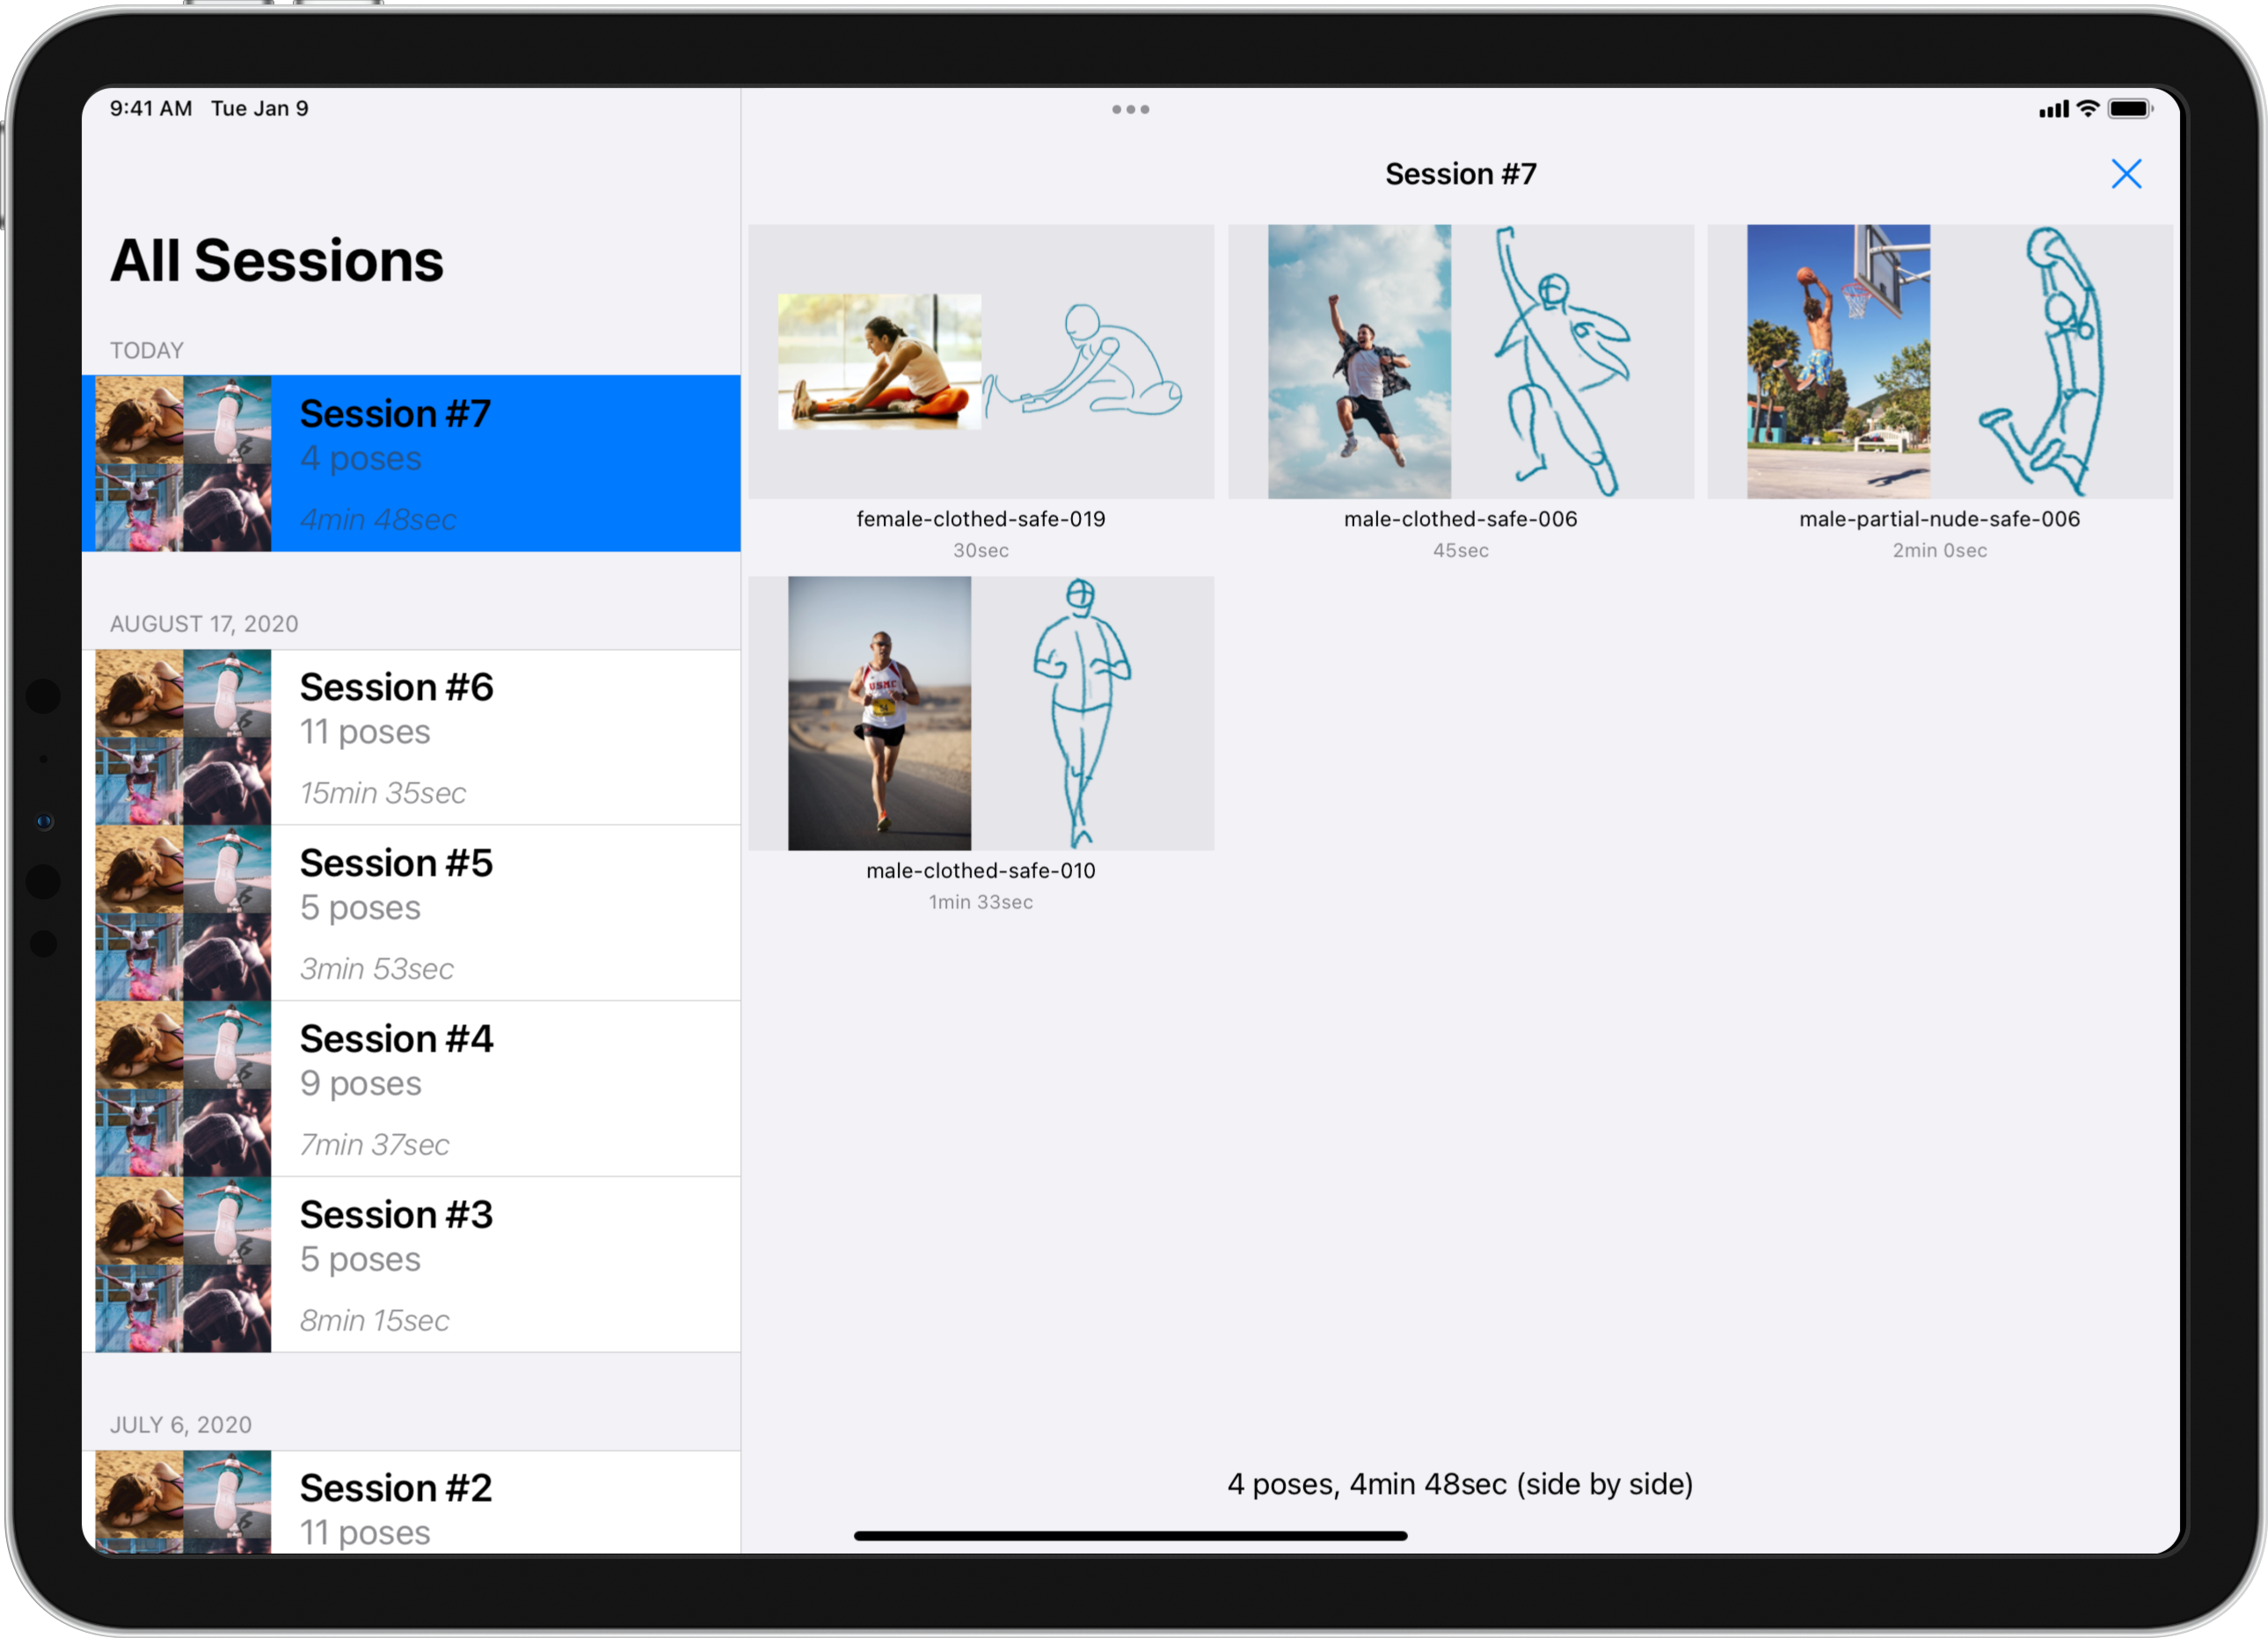 9:41 AM Tue Jan 9
All Sessions
TODAY
Session #7
4 poses
4min 48sec
AUGUST 17, 2020
Session #6
11 poses
15min 35sec
Session #5
5 poses
3min 53sec
Session #4
9 poses
7min 37sec
Session #3
5 poses
8min 15sec
JULY 6, 2020
Session #2
11 poses
Session #7
female-clothed-safe-019
30sec
male-clothed-safe-006
45sec
male-partial-nude-safe-006
2min 0sec
USMC
male-clothed-safe-010
1min 33sec
4 poses, 4min 48sec (side by side)